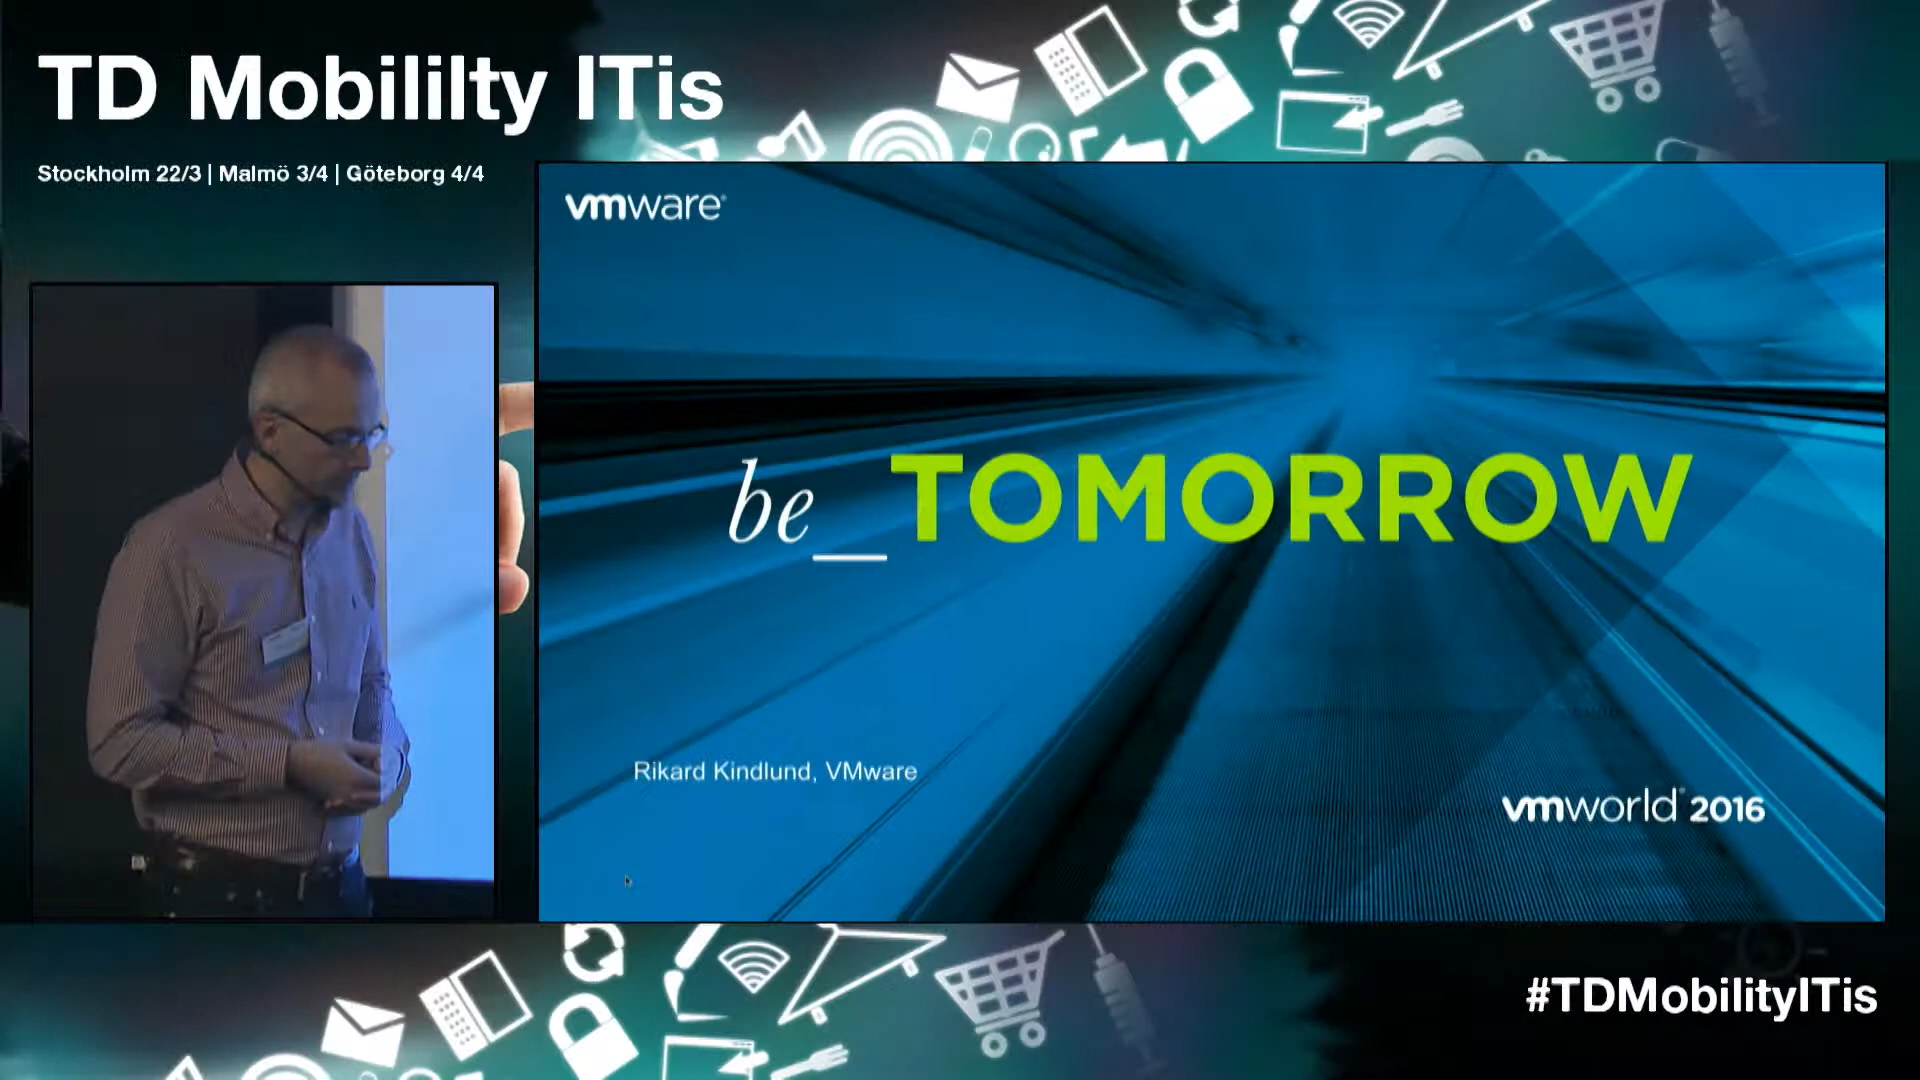 TD Mobililty ITis
Stockholm 22/3 | Malmö 3/4 | Göteborg 4/4
vmware
be_TOMORROW
Rikard Kindlund, VMware
vmworld 2016
#TDMobilityITis